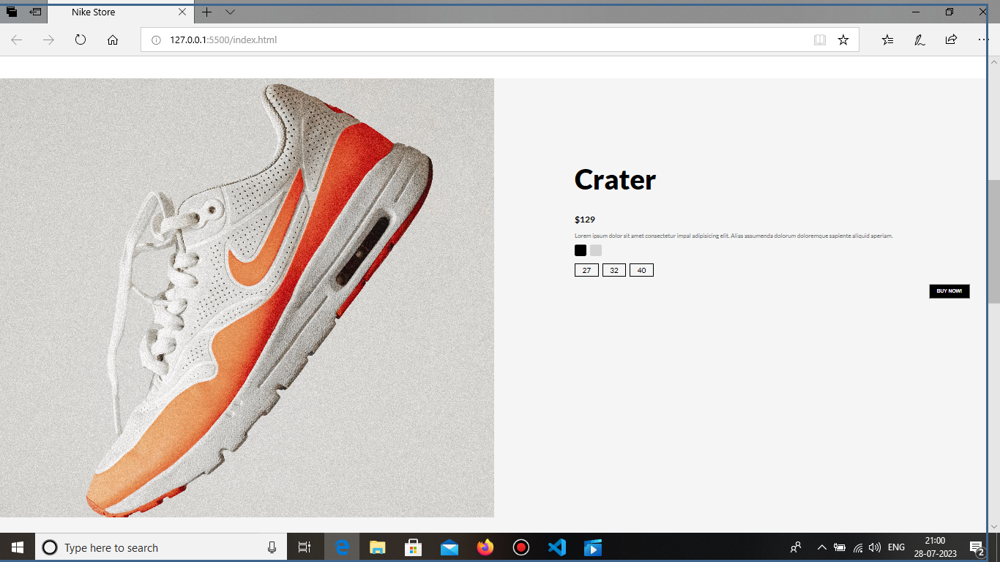 Nike Store
127.0.0.1:5500/index.html
Crater
$129
Lorem ipsum dolor sit amet consectetur impal adipisicing elit. Alias assumenda dolorum doloremque sapiente aliquid aperiam.
27 32 40
BUY NOW!
Type here to search
ENG
21:00
28-07-2023
2